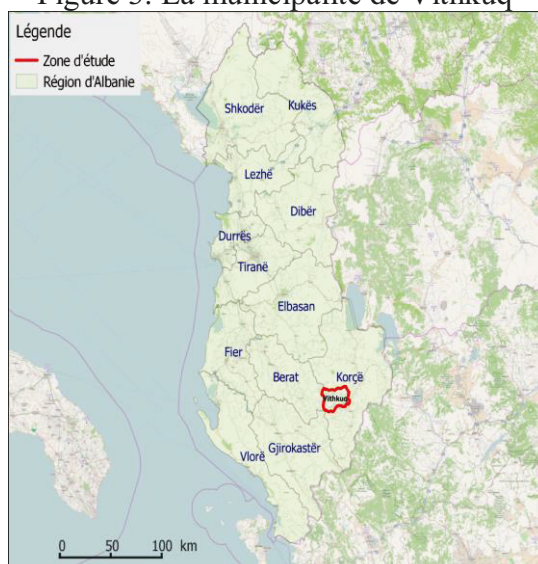 Figure 3: La municipalité de Vithkuq
Légende
Zone d'étude
Région d'Albanie
Shkodër
Kukës
Lezhë
Dibër
Durrës
Tiranë
Elbasan
Fier
Berat
Korçë
Vithkuq
Gjirokastër
Vlorë
0 50 100 km